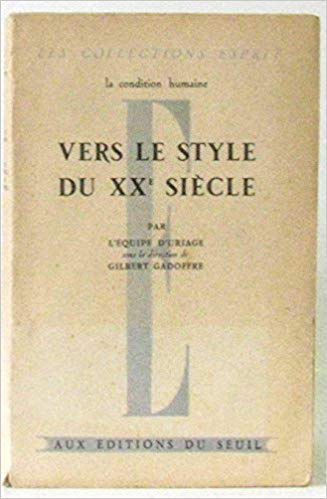 LES COLLECTIONS ESPRIT
la condition humaine
E
VERS LE STYLE
DU XXᵉ SIÈCLE
PAR
L'ÉQUIPE D'URIAGE
sous la direction de
GILBERT GADOFFRE
AUX EDITIONS DU SEUIL